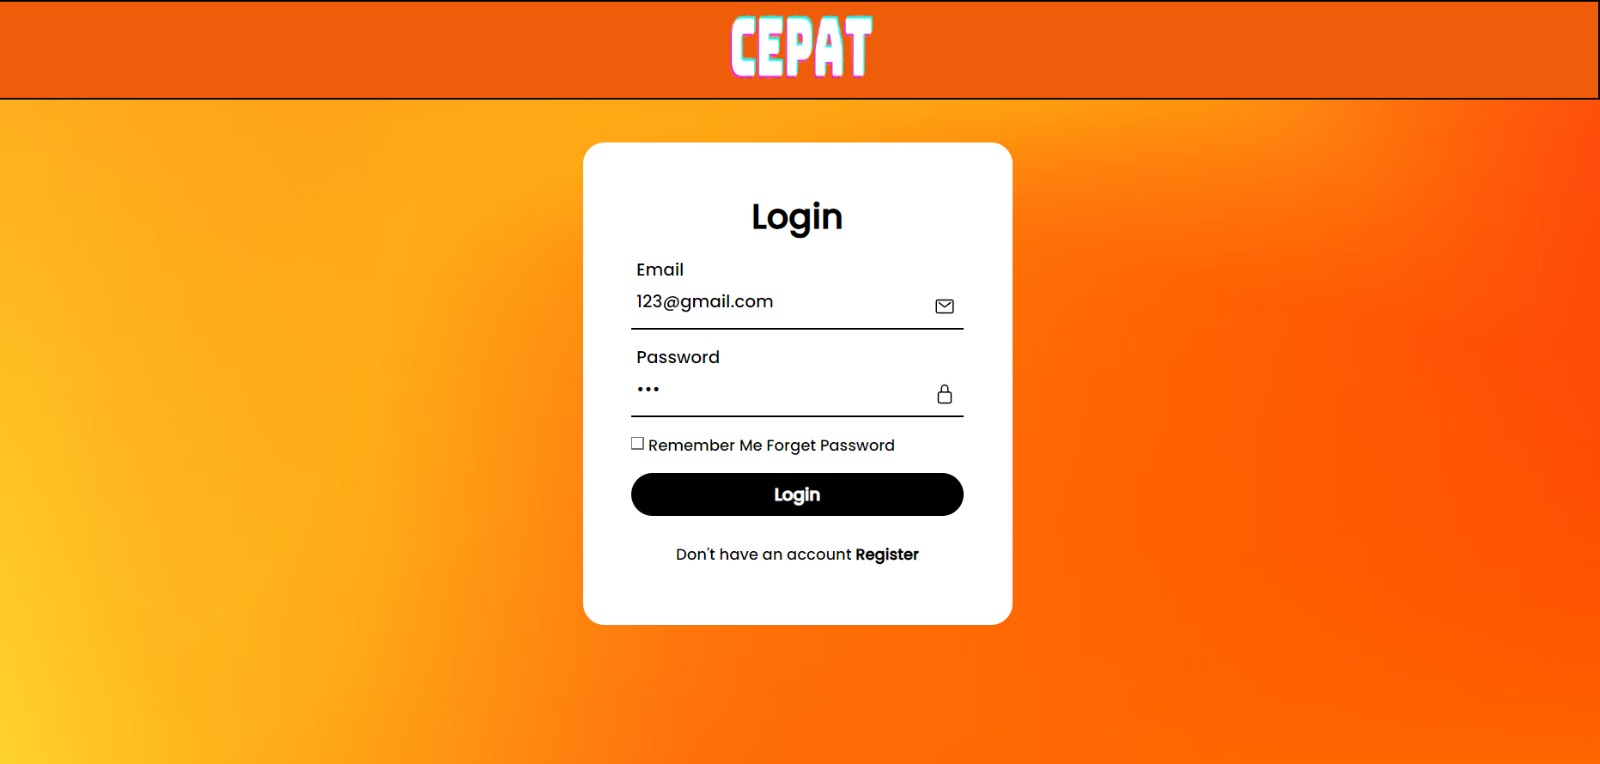 CEPAT
Login
Email
123@gmail.com
Password
•••
Remember Me Forget Password
Login
Don't have an account Register